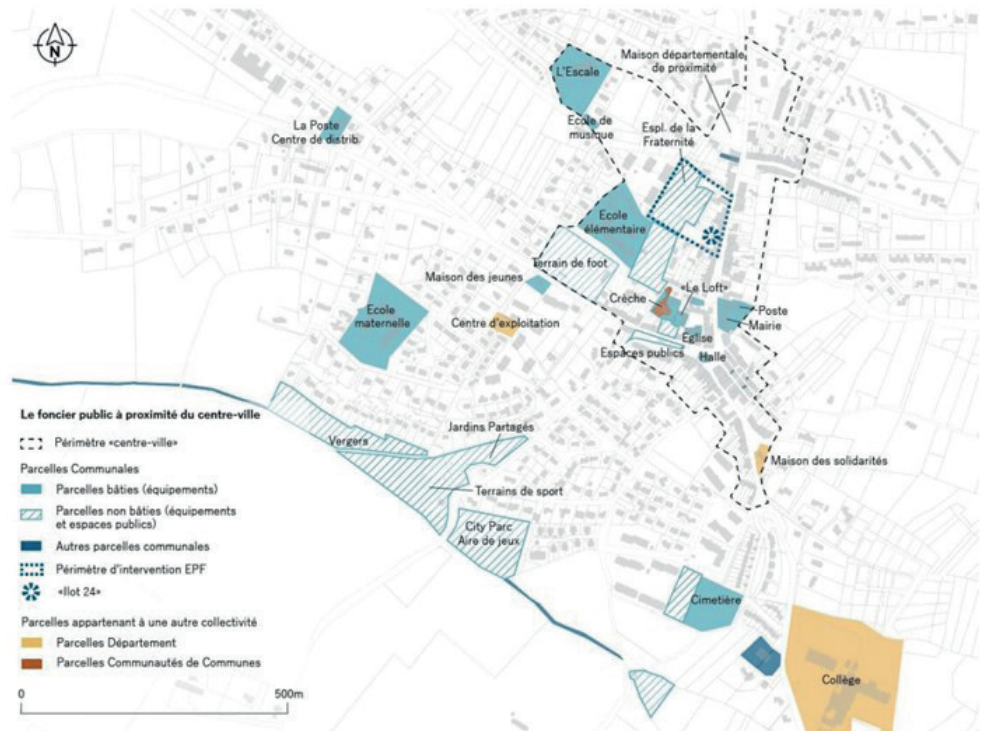 N
L'Escale
Maison départementale
de proximité
Ecole de
musique
Espl. de la
Fraternité
La Poste
Centre de distrib.
Ecole
élémentaire
Terrain de foot
Maison des jeunes
Crèche
«Le Loft»
Ecole
maternelle
Centre d'exploitation
Poste
Mairie
Eglise
Espaces publics
Halle
Le foncier public à proximité du centre-ville
Périmètre «centre-ville»
Parcelles Communales
Parcelles bâties (équipements)
Parcelles non bâties (équipements
et espaces publics)
Autres parcelles communales
Périmètre d'intervention EPF
«Ilot 24»
Parcelles appartenant à une autre collectivité
Parcelles Département
Parcelles Communautés de Communes
0
500m
Vergers
Jardins Partagés
Terrains de sport
City Parc
Aire de jeux
Maison des solidarités
Cimetière
Collège